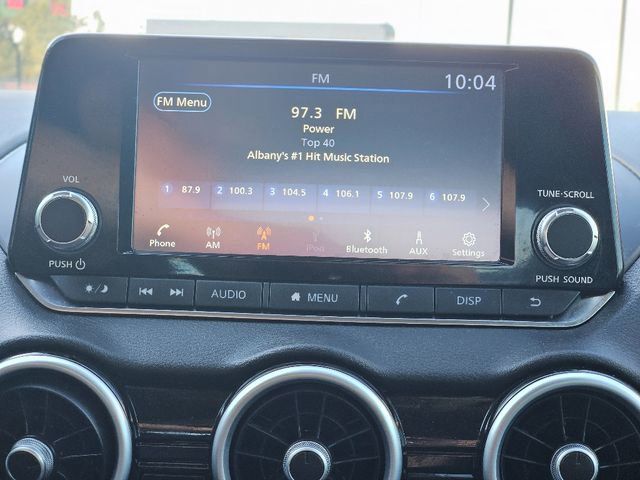 FM
10:04
FM Menu
97.3 FM
Power
Top 40
Albany's #1 Hit Music Station
1 87.9 2 100.3 3 104.5 4 106.1 5 107.9 6 107.9
Phone AM FM iPod Bluetooth AUX Settings
VOL
PUSH
TUNE·SCROLL
PUSH SOUND
AUDIO MENU DISP